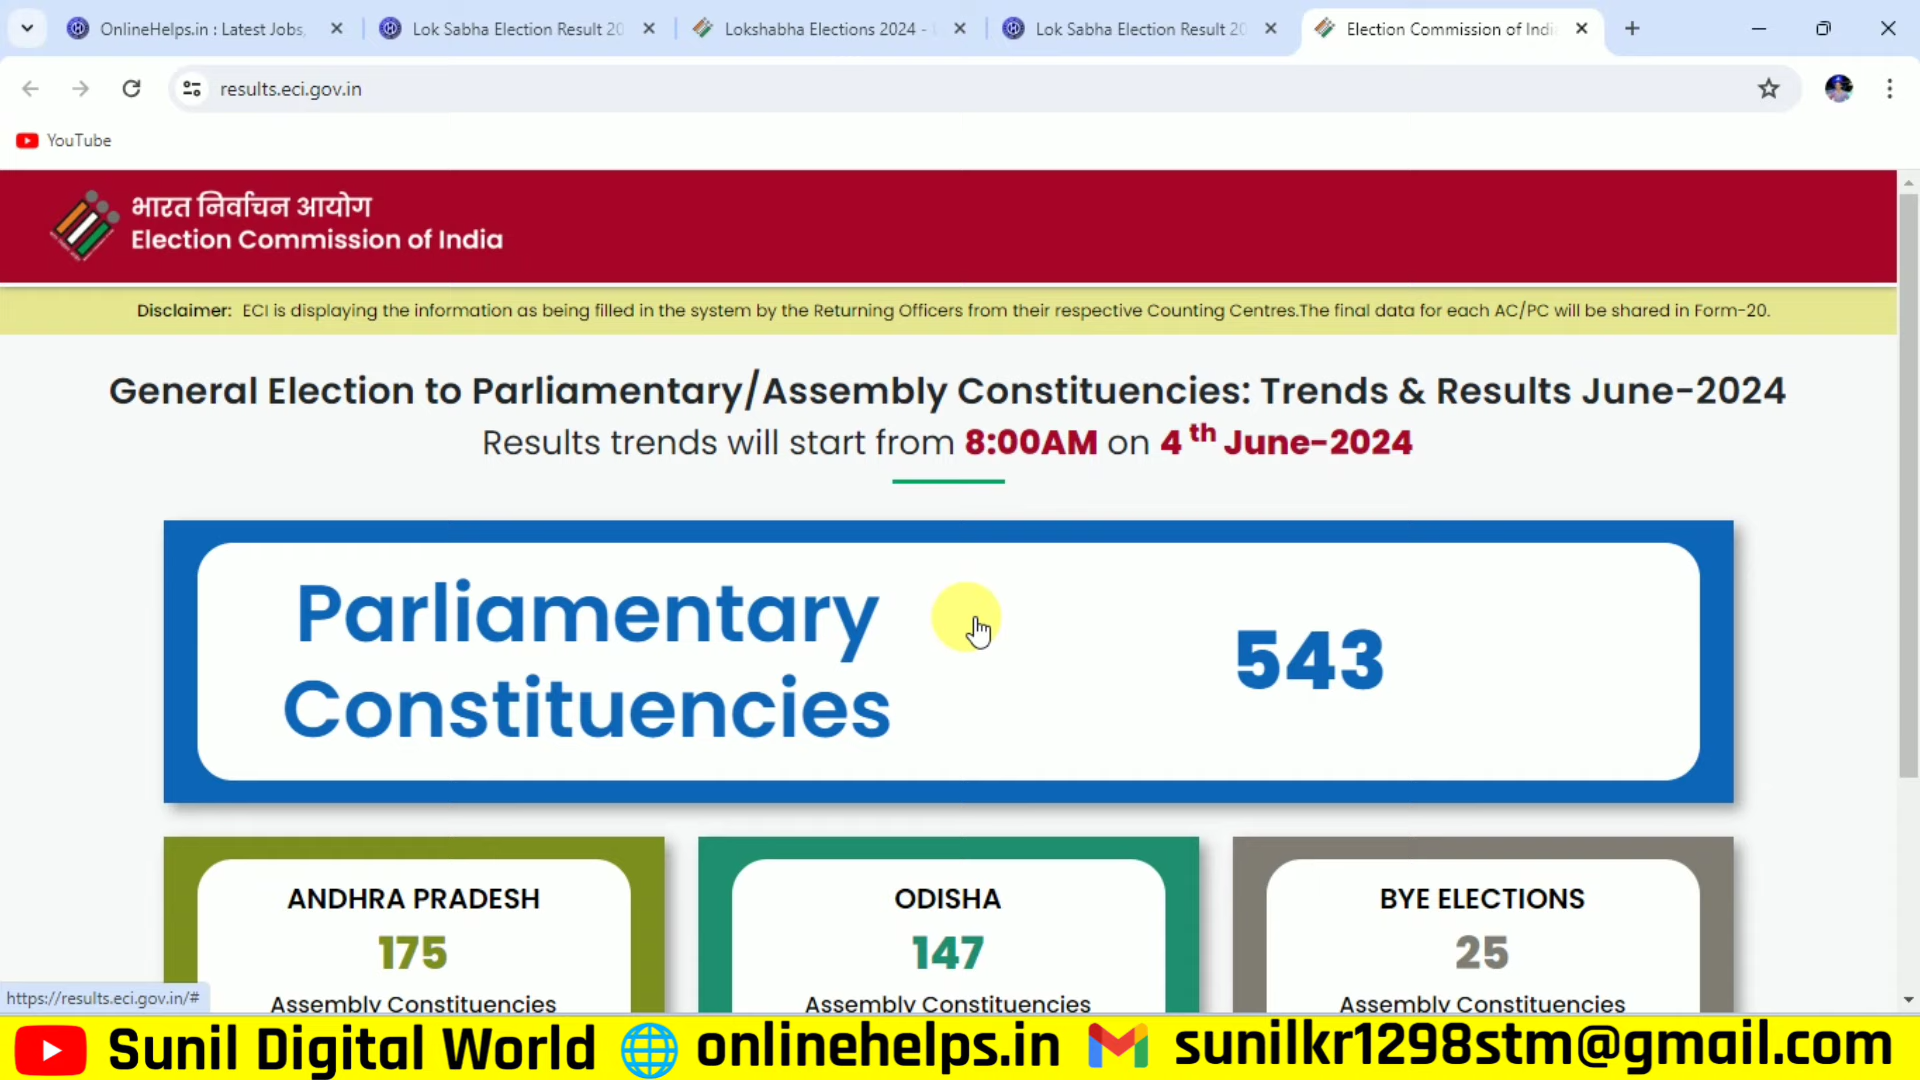 OnlineHelps.in : Latest Jobs,
Lok Sabha Election Result 20
Lokshabha Elections 2024 -
Lok Sabha Election Result 20
Election Commission of Indi
results.eci.gov.in
YouTube
भारत निर्वाचन आयोग
Election Commission of India
Disclaimer: ECI is displaying the information as being filled in the system by the Returning Officers from their respective Counting Centres.The final data for each AC/PC will be shared in Form-20.
General Election to Parliamentary/Assembly Constituencies: Trends & Results June-2024
Results trends will start from 8:00AM on 4 th June-2024
Parliamentary
Constituencies
543
ANDHRA PRADESH
175
Assembly Constituencies
ODISHA
147
Assembly Constituencies
BYE ELECTIONS
25
Assembly Constituencies
https://results.eci.gov.in/#
Sunil Digital World onlinehelps.in sunilkr1298stm@gmail.com